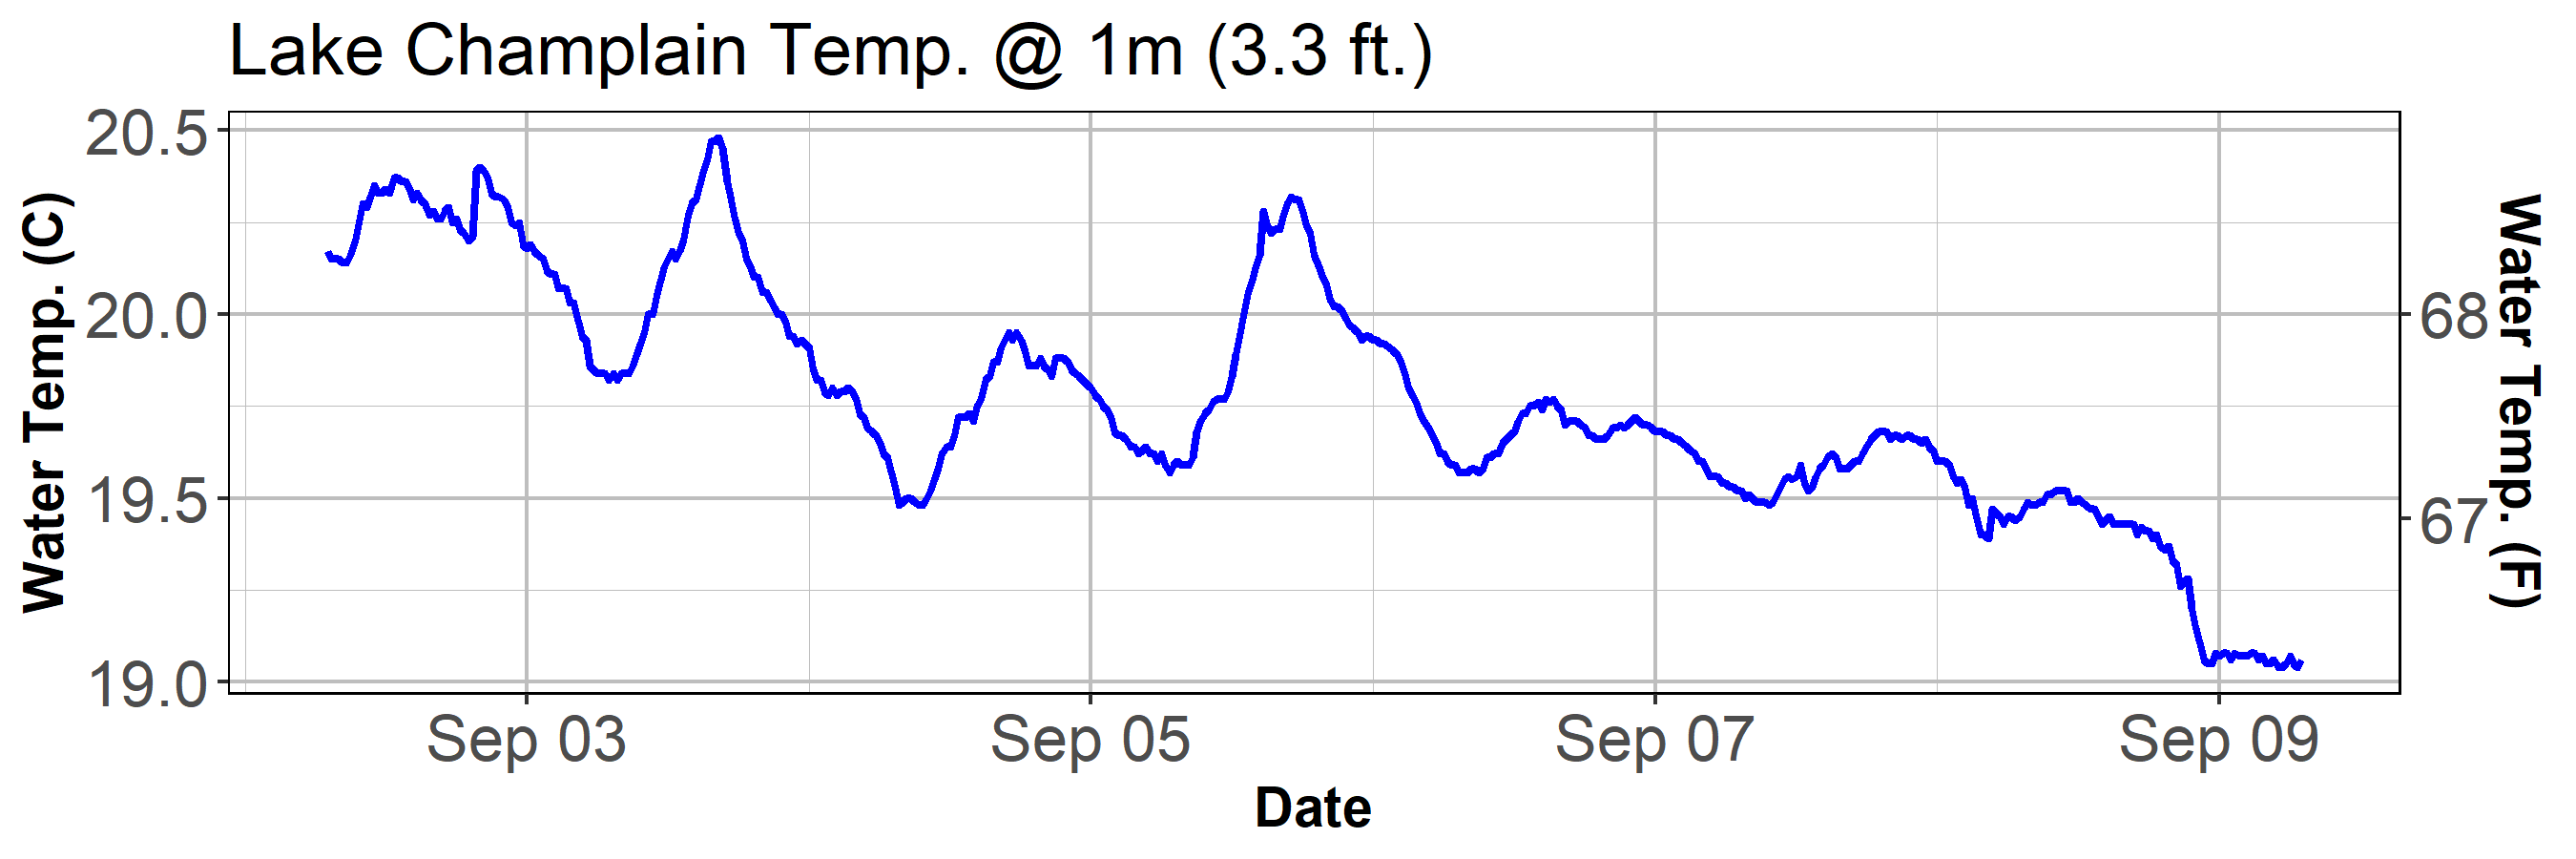 Lake Champlain Temp. @ 1m (3.3 ft.)
Water Temp. (C)
20.5
20.0
19.5
19.0
68
67
Water Temp. (F)
Sep 03
Sep 05
Sep 07
Sep 09
Date